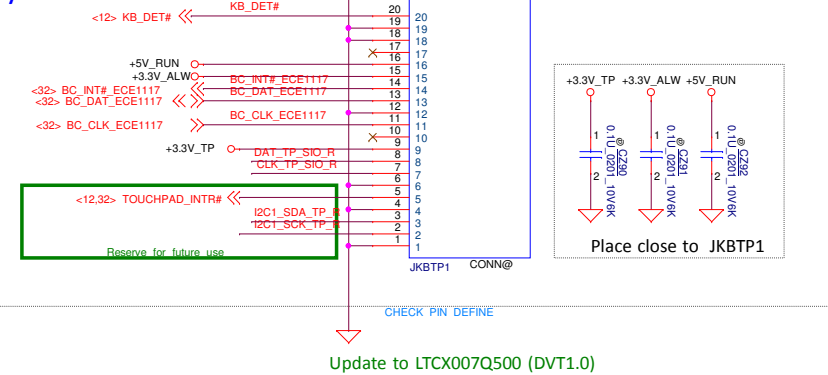 KB_DET#
<12> KB_DET#
20
20
19
19
18
18
17
17
+5V_RUN
16
16
+3.3V_ALW
15
15
<32> BC_INT#_ECE1117
BC_INT#_ECE1117
14
14
<32> BC_DAT_ECE1117
BC_DAT_ECE1117
13
13
12
12
<32> BC_CLK_ECE1117
BC_CLK_ECE1117
11
11
10
10
+3.3V_TP
9
9
DAT_TP_SIO_R
8
8
CLK_TP_SIO_R
7
7
6
6
<12,32> TOUCHPAD_INTR#
5
5
4
4
I2C1_SDA_TP_R
3
3
I2C1_SCK_TP_R
2
2
1
1
Reserve for future use
JKBTP1
CONN@
+3.3V_TP +3.3V_ALW +5V_RUN
1
2
@ CZ90
0.1U_0201_10V6K
1
2
@ CZ91
0.1U_0201_10V6K
1
2
@ CZ92
0.1U_0201_10V6K
Place close to JKBTP1
CHECK PIN DEFINE
Update to LTCX007Q500 (DVT1.0)